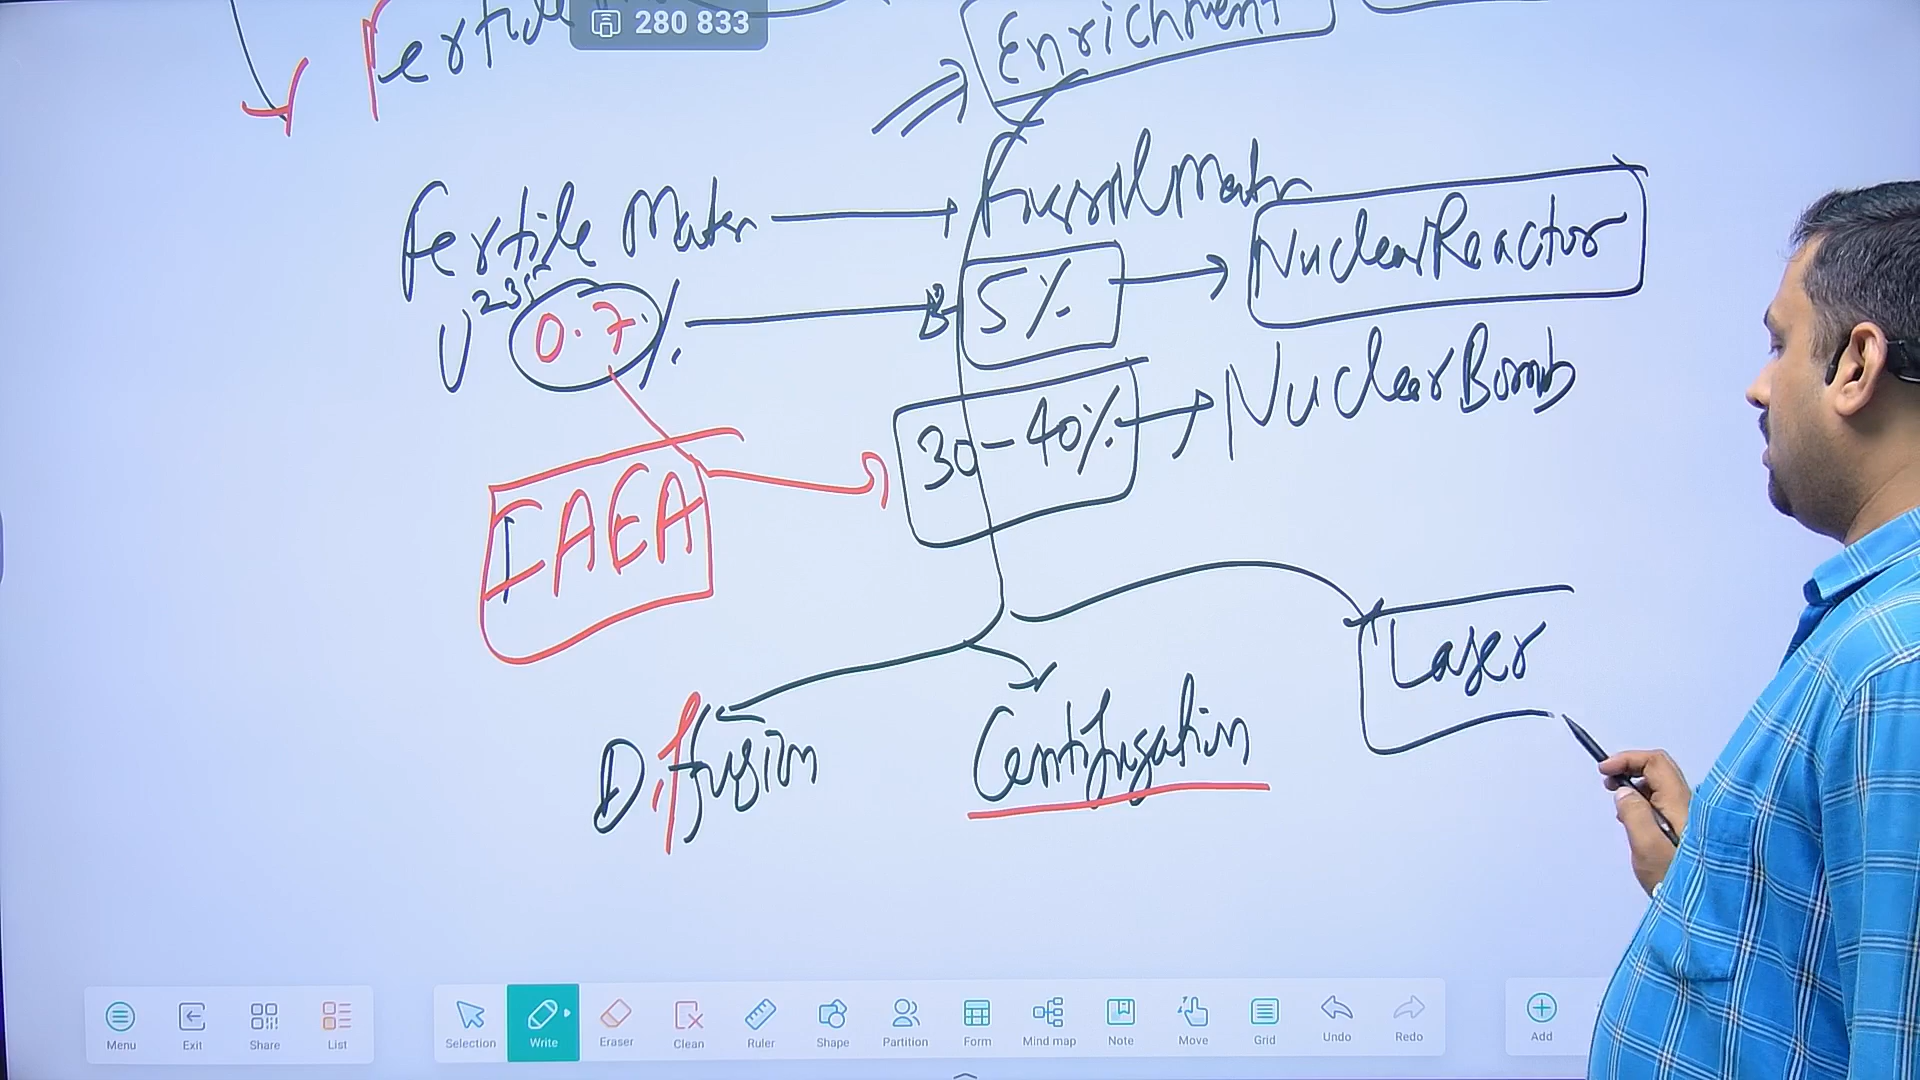 280 833
Fertile
Enrichment
Fertile Mater → Fissil Mater
U235 0.7% → 5% → Nuclear Reactor
30-40% → Nuclear Bomb
IAEA
Laser
Diffusion
Centifugation
Menu
Exit
Share
List
Selection
Write
Eraser
Clean
Ruler
Shape
Partition
Form
Mind map
Note
Move
Grid
Undo
Redo
Add